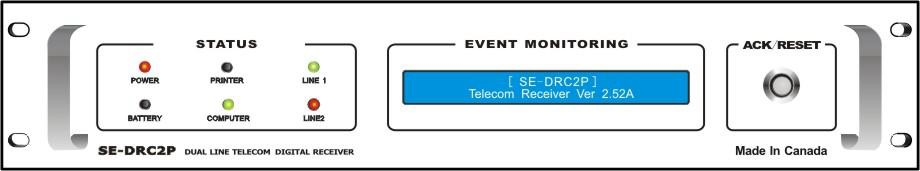 STATUS
EVENT MONITORING
ACK/RESET
POWER
PRINTER
LINE 1
BATTERY
COMPUTER
LINE2
[ SE-DRC2P ]
Telecom Receiver Ver 2.52A
SE-DRC2P DUAL LINE TELECOM DIGITAL RECEIVER
Made In Canada